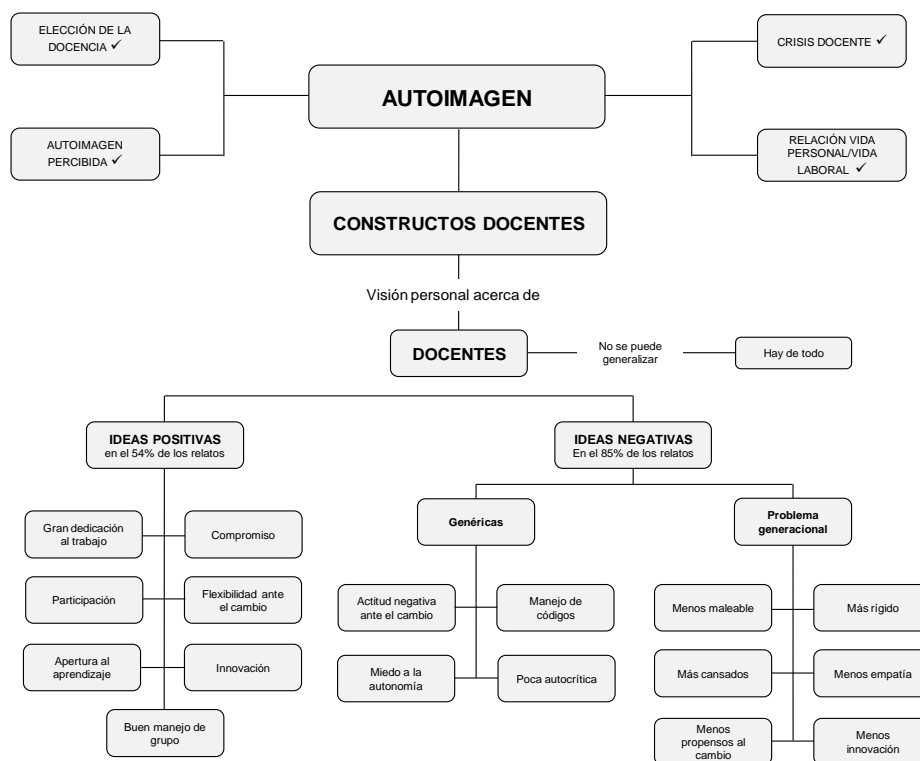 ELECCIÓN DE LA
DOCENCIA ✓
CRISIS DOCENTE ✓
AUTOIMAGEN
AUTOIMAGEN
PERCIBIDA ✓
RELACIÓN VIDA
PERSONAL/VIDA
LABORAL ✓
CONSTRUCTOS DOCENTES
Visión personal acerca de
DOCENTES
No se puede
generalizar
Hay de todo
IDEAS POSITIVAS
en el 54% de los relatos
IDEAS NEGATIVAS
En el 85% de los relatos
Gran dedicación
al trabajo
Compromiso
Participación
Flexibilidad ante
el cambio
Apertura al
aprendizaje
Innovación
Buen manejo de
grupo
Genéricas
Actitud negativa
ante el cambio
Manejo de
códigos
Miedo a la
autonomía
Poca autocrítica
Problema
generacional
Menos maleable
Más rígido
Más cansados
Menos empatía
Menos
propensos al
cambio
Menos
innovación